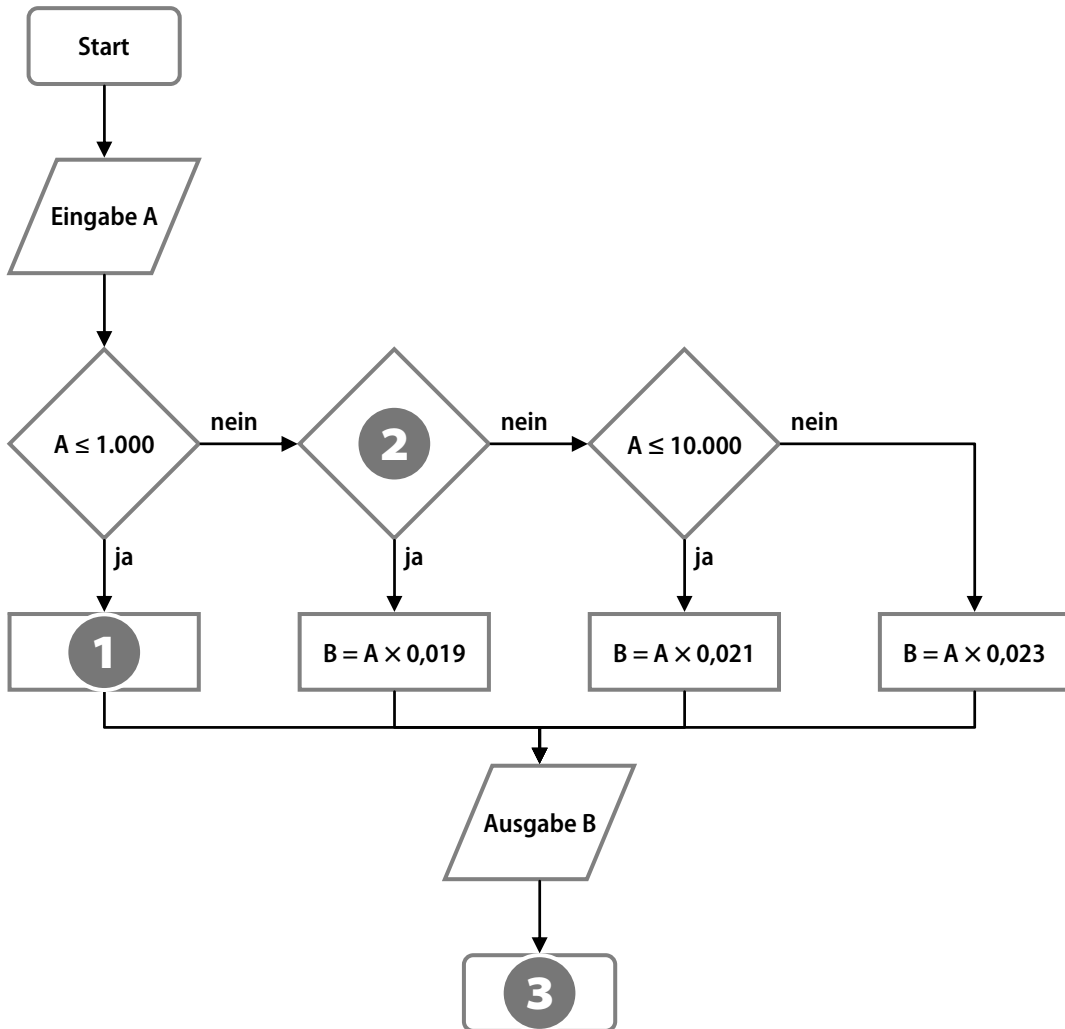 Start
Eingabe A
A ≤ 1.000
nein
2
nein
A ≤ 10.000
nein
ja
ja
ja
1
B = A × 0,019
B = A × 0,021
B = A × 0,023
Ausgabe B
3